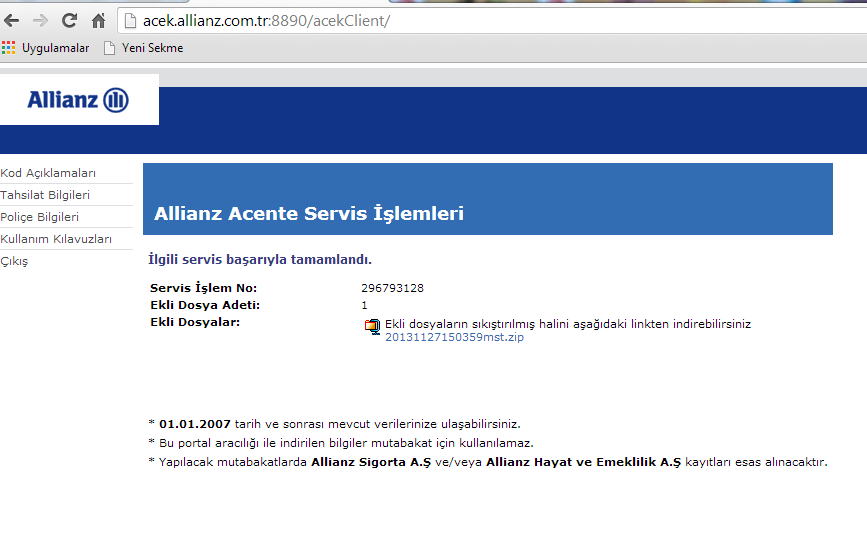 acek.allianz.com.tr:8890/acekClient/
Uygulamalar Yeni Sekme
Allianz
Kod Açıklamaları
Tahsilat Bilgileri
Poliçe Bilgileri
Kullanım Kılavuzları
Çıkış
Allianz Acente Servis İşlemleri
İlgili servis başarıyla tamamlandı.
Servis İşlem No: 296793128
Ekli Dosya Adeti: 1
Ekli Dosyalar: Ekli dosyaların sıkıştırılmış halini aşağıdaki linkten indirebilirsiniz
20131127150359mst.zip
* 01.01.2007 tarih ve sonrası mevcut verilerinize ulaşabilirsiniz.
* Bu portal aracılığı ile indirilen bilgiler mutabakat için kullanılamaz.
* Yapılacak mutabakatlarda Allianz Sigorta A.Ş ve/veya Allianz Hayat ve Emeklilik A.Ş kayıtları esas alınacaktır.